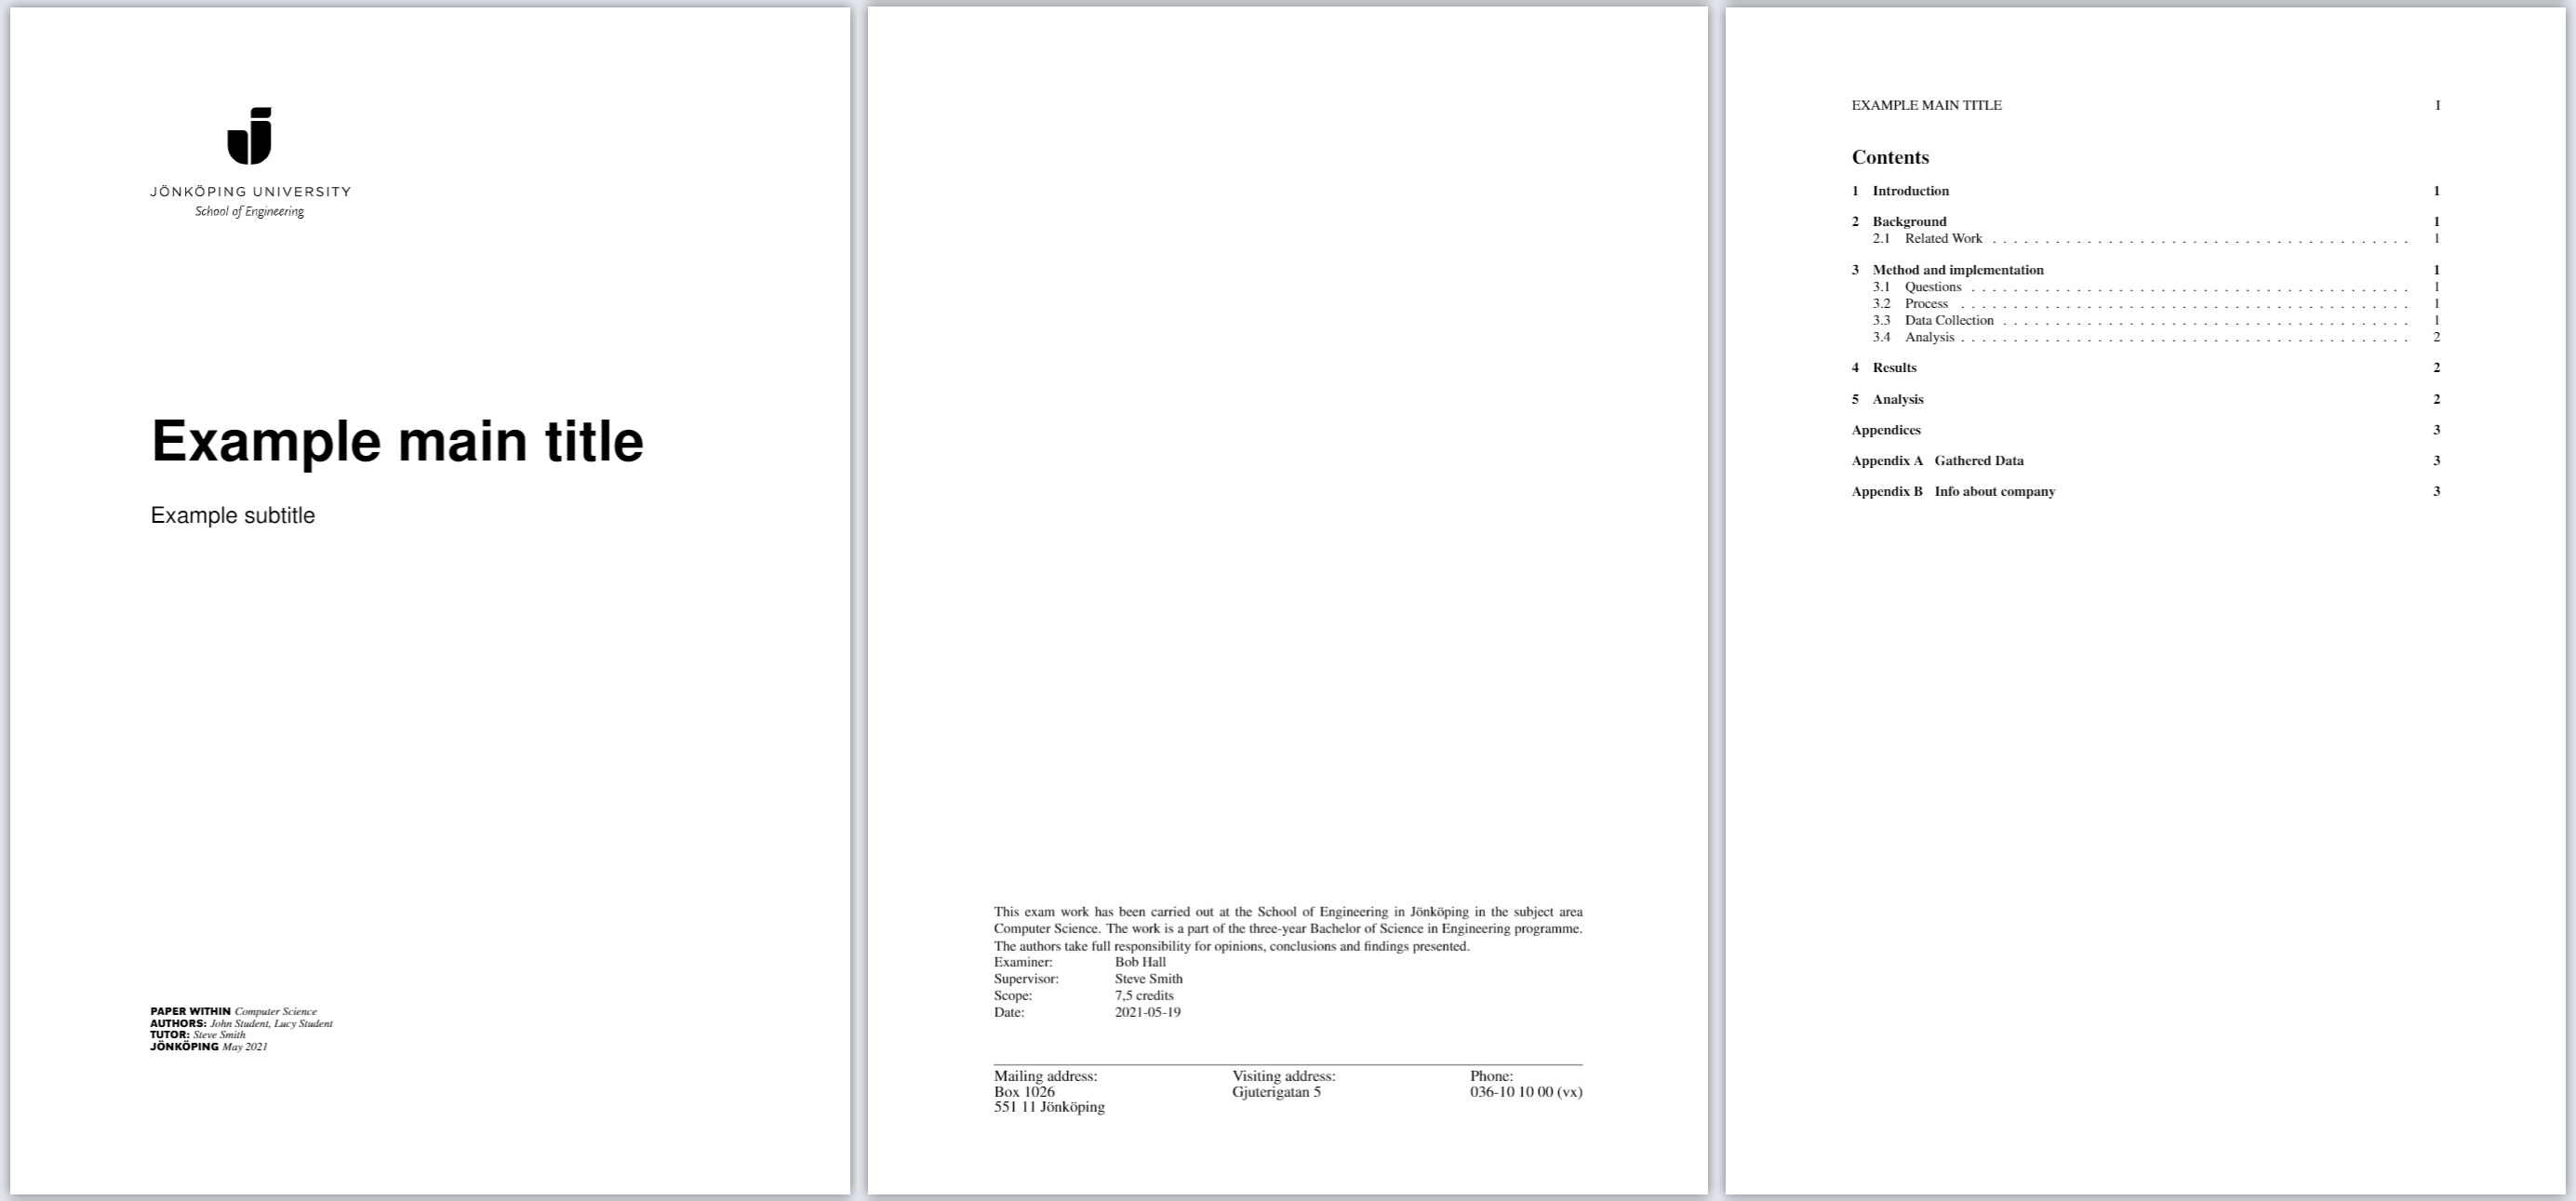 JÖNKÖPING UNIVERSITY
School of Engineering
Example main title
Example subtitle
PAPER WITHIN Computer Science
AUTHORS: John Student, Lucy Student
TUTOR: Steve Smith
JÖNKÖPING May 2021
This exam work has been carried out at the School of Engineering in Jönköping in the subject area
Computer Science. The work is a part of the three-year Bachelor of Science in Engineering programme.
The authors take full responsibility for opinions, conclusions and findings presented.
Examiner: Bob Hall
Supervisor: Steve Smith
Scope: 7,5 credits
Date: 2021-05-19
Mailing address: Visiting address: Phone:
Box 1026 Gjuterigatan 5 036-10 10 00 (vx)
551 11 Jönköping
EXAMPLE MAIN TITLE I
Contents
1 Introduction 1
2 Background 1
2.1 Related Work . . . . . . . . . . . . . . . . . . . . . . . . . . . . . . . . . . . . . . . . 1
3 Method and implementation 1
3.1 Questions . . . . . . . . . . . . . . . . . . . . . . . . . . . . . . . . . . . . . . . . . . 1
3.2 Process . . . . . . . . . . . . . . . . . . . . . . . . . . . . . . . . . . . . . . . . . . . 1
3.3 Data Collection . . . . . . . . . . . . . . . . . . . . . . . . . . . . . . . . . . . . . . . 1
3.4 Analysis . . . . . . . . . . . . . . . . . . . . . . . . . . . . . . . . . . . . . . . . . . . 2
4 Results 2
5 Analysis 2
Appendices 3
Appendix A Gathered Data 3
Appendix B Info about company 3